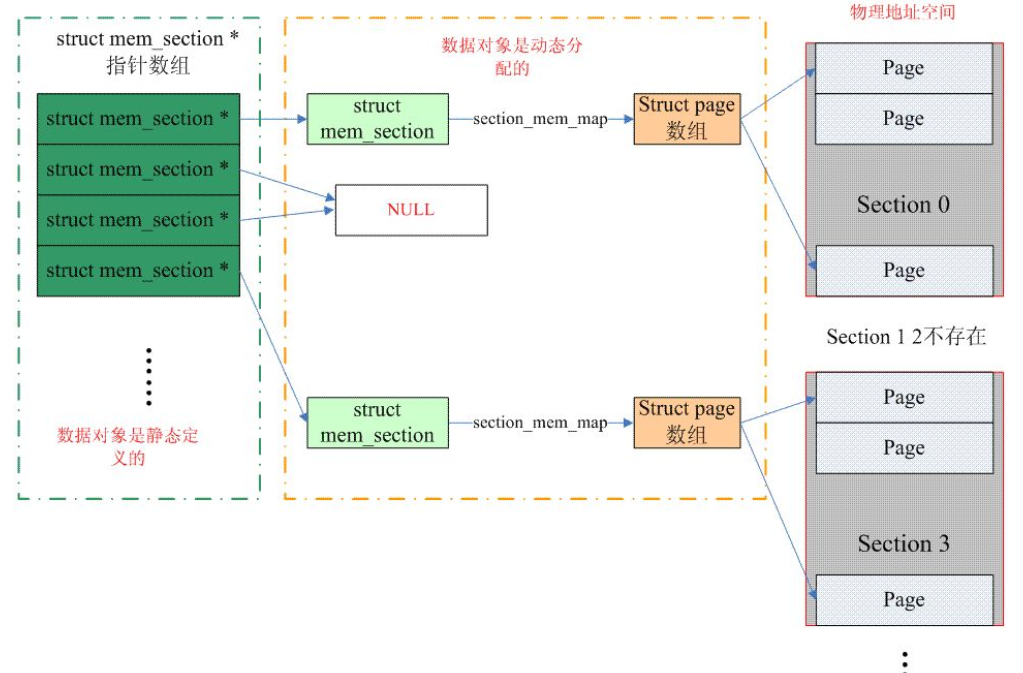 struct mem_section *
指针数组
struct mem_section *
struct mem_section *
struct mem_section *
struct mem_section *
数据对象是静态定
义的
数据对象是动态分
配的
struct
mem_section
section_mem_map
Struct page
数组
NULL
struct
mem_section
section_mem_map
Struct page
数组
物理地址空间
Page
Page
Section 0
Page
Section 1 2不存在
Page
Page
Section 3
Page